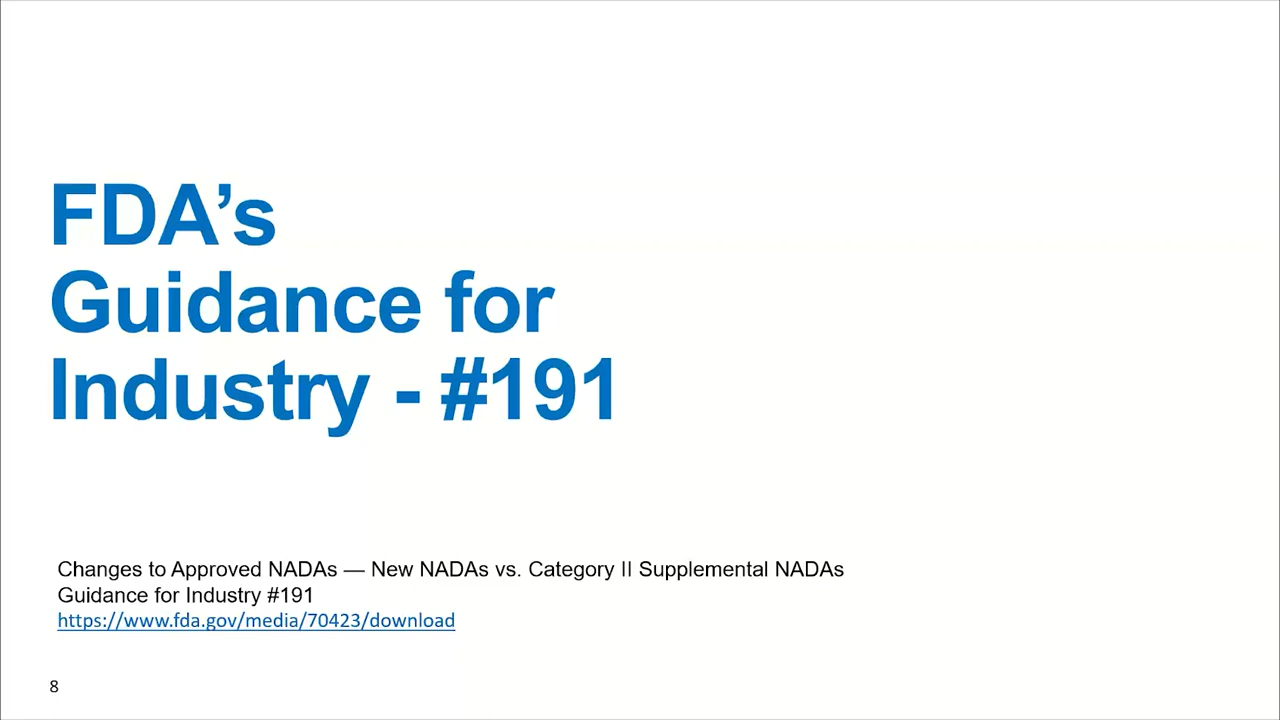 FDA’s
Guidance for
Industry - #191
Changes to Approved NADAs — New NADAs vs. Category II Supplemental NADAs
Guidance for Industry #191
https://www.fda.gov/media/70423/download
8